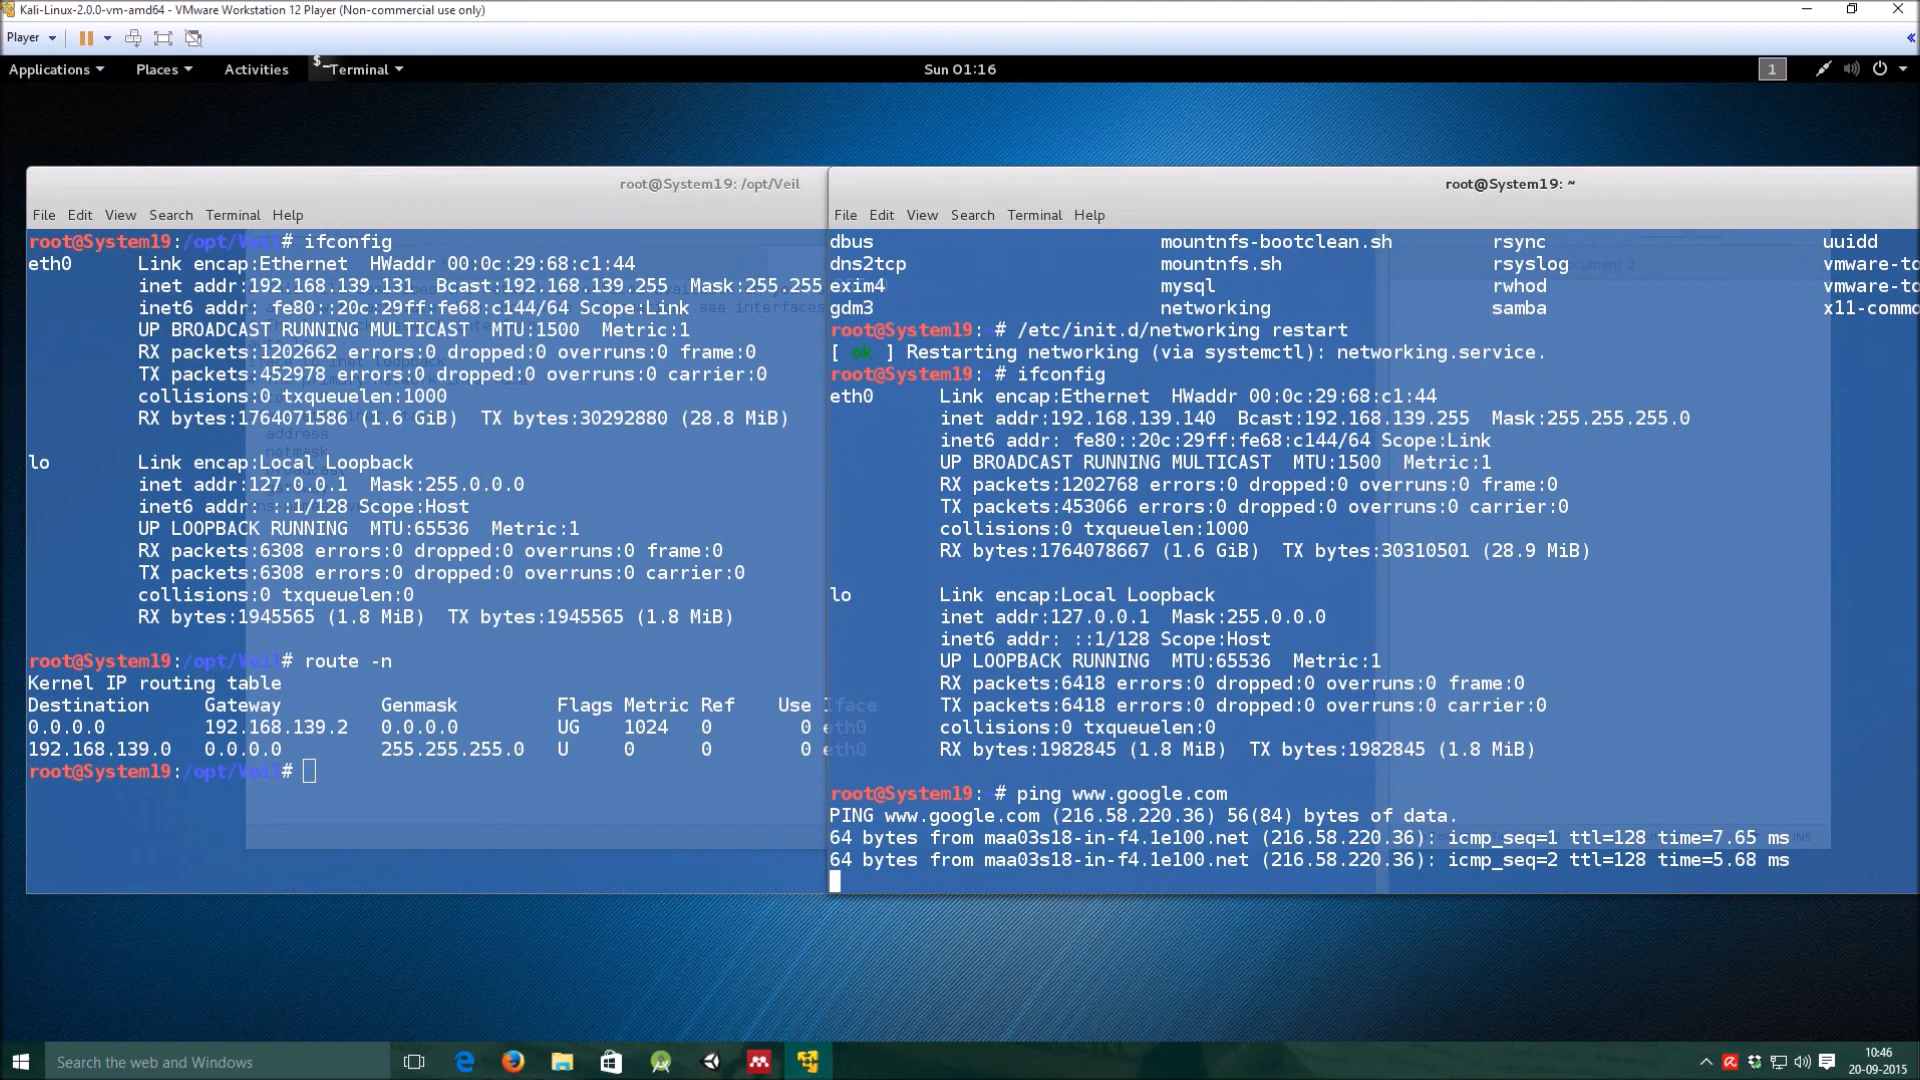 Kali-Linux-2.0.0-vm-amd64 - VMware Workstation 12 Player (Non-commercial use only)
Player
Applications Places Activities Terminal Sun 01:16 1
root@System19: /opt/Veil
File Edit View Search Terminal Help
root@System19:/opt/Veil# ifconfig
eth0 Link encap:Ethernet HWaddr 00:0c:29:68:c1:44
inet addr:192.168.139.131 Bcast:192.168.139.255 Mask:255.255
inet6 addr: fe80::20c:29ff:fe68:c144/64 Scope:Link
UP BROADCAST RUNNING MULTICAST MTU:1500 Metric:1
RX packets:1202662 errors:0 dropped:0 overruns:0 frame:0
TX packets:452978 errors:0 dropped:0 overruns:0 carrier:0
collisions:0 txqueuelen:1000
RX bytes:1764071586 (1.6 GiB) TX bytes:30292880 (28.8 MiB)
lo Link encap:Local Loopback
inet addr:127.0.0.1 Mask:255.0.0.0
inet6 addr: ::1/128 Scope:Host
UP LOOPBACK RUNNING MTU:65536 Metric:1
RX packets:6308 errors:0 dropped:0 overruns:0 frame:0
TX packets:6308 errors:0 dropped:0 overruns:0 carrier:0
collisions:0 txqueuelen:0
RX bytes:1945565 (1.8 MiB) TX bytes:1945565 (1.8 MiB)
root@System19:/opt/Veil# route -n
Kernel IP routing table
Destination Gateway Genmask Flags Metric Ref Use Iface
0.0.0.0 192.168.139.2 0.0.0.0 UG 1024 0 0 eth0
192.168.139.0 0.0.0.0 255.255.255.0 U 0 0 0 eth0
root@System19:/opt/Veil#
root@System19: ~
File Edit View Search Terminal Help
dbus mountnfs-bootclean.sh rsync uuidd
dns2tcp mountnfs.sh rsyslog vmware-to
exim4 mysql rwhod vmware-to
gdm3 networking samba x11-commo
root@System19:~# /etc/init.d/networking restart
[ ok ] Restarting networking (via systemctl): networking.service.
root@System19:~# ifconfig
eth0 Link encap:Ethernet HWaddr 00:0c:29:68:c1:44
inet addr:192.168.139.140 Bcast:192.168.139.255 Mask:255.255.255.0
inet6 addr: fe80::20c:29ff:fe68:c144/64 Scope:Link
UP BROADCAST RUNNING MULTICAST MTU:1500 Metric:1
RX packets:1202768 errors:0 dropped:0 overruns:0 frame:0
TX packets:453066 errors:0 dropped:0 overruns:0 carrier:0
collisions:0 txqueuelen:1000
RX bytes:1764078667 (1.6 GiB) TX bytes:30310501 (28.9 MiB)
lo Link encap:Local Loopback
inet addr:127.0.0.1 Mask:255.0.0.0
inet6 addr: ::1/128 Scope:Host
UP LOOPBACK RUNNING MTU:65536 Metric:1
RX packets:6418 errors:0 dropped:0 overruns:0 frame:0
TX packets:6418 errors:0 dropped:0 overruns:0 carrier:0
collisions:0 txqueuelen:0
RX bytes:1982845 (1.8 MiB) TX bytes:1982845 (1.8 MiB)
root@System19:~# ping www.google.com
PING www.google.com (216.58.220.36) 56(84) bytes of data.
64 bytes from maa03s18-in-f4.1e100.net (216.58.220.36): icmp_seq=1 ttl=128 time=7.65 ms
64 bytes from maa03s18-in-f4.1e100.net (216.58.220.36): icmp_seq=2 ttl=128 time=5.68 ms
Search the web and Windows
10:46
20-09-2015